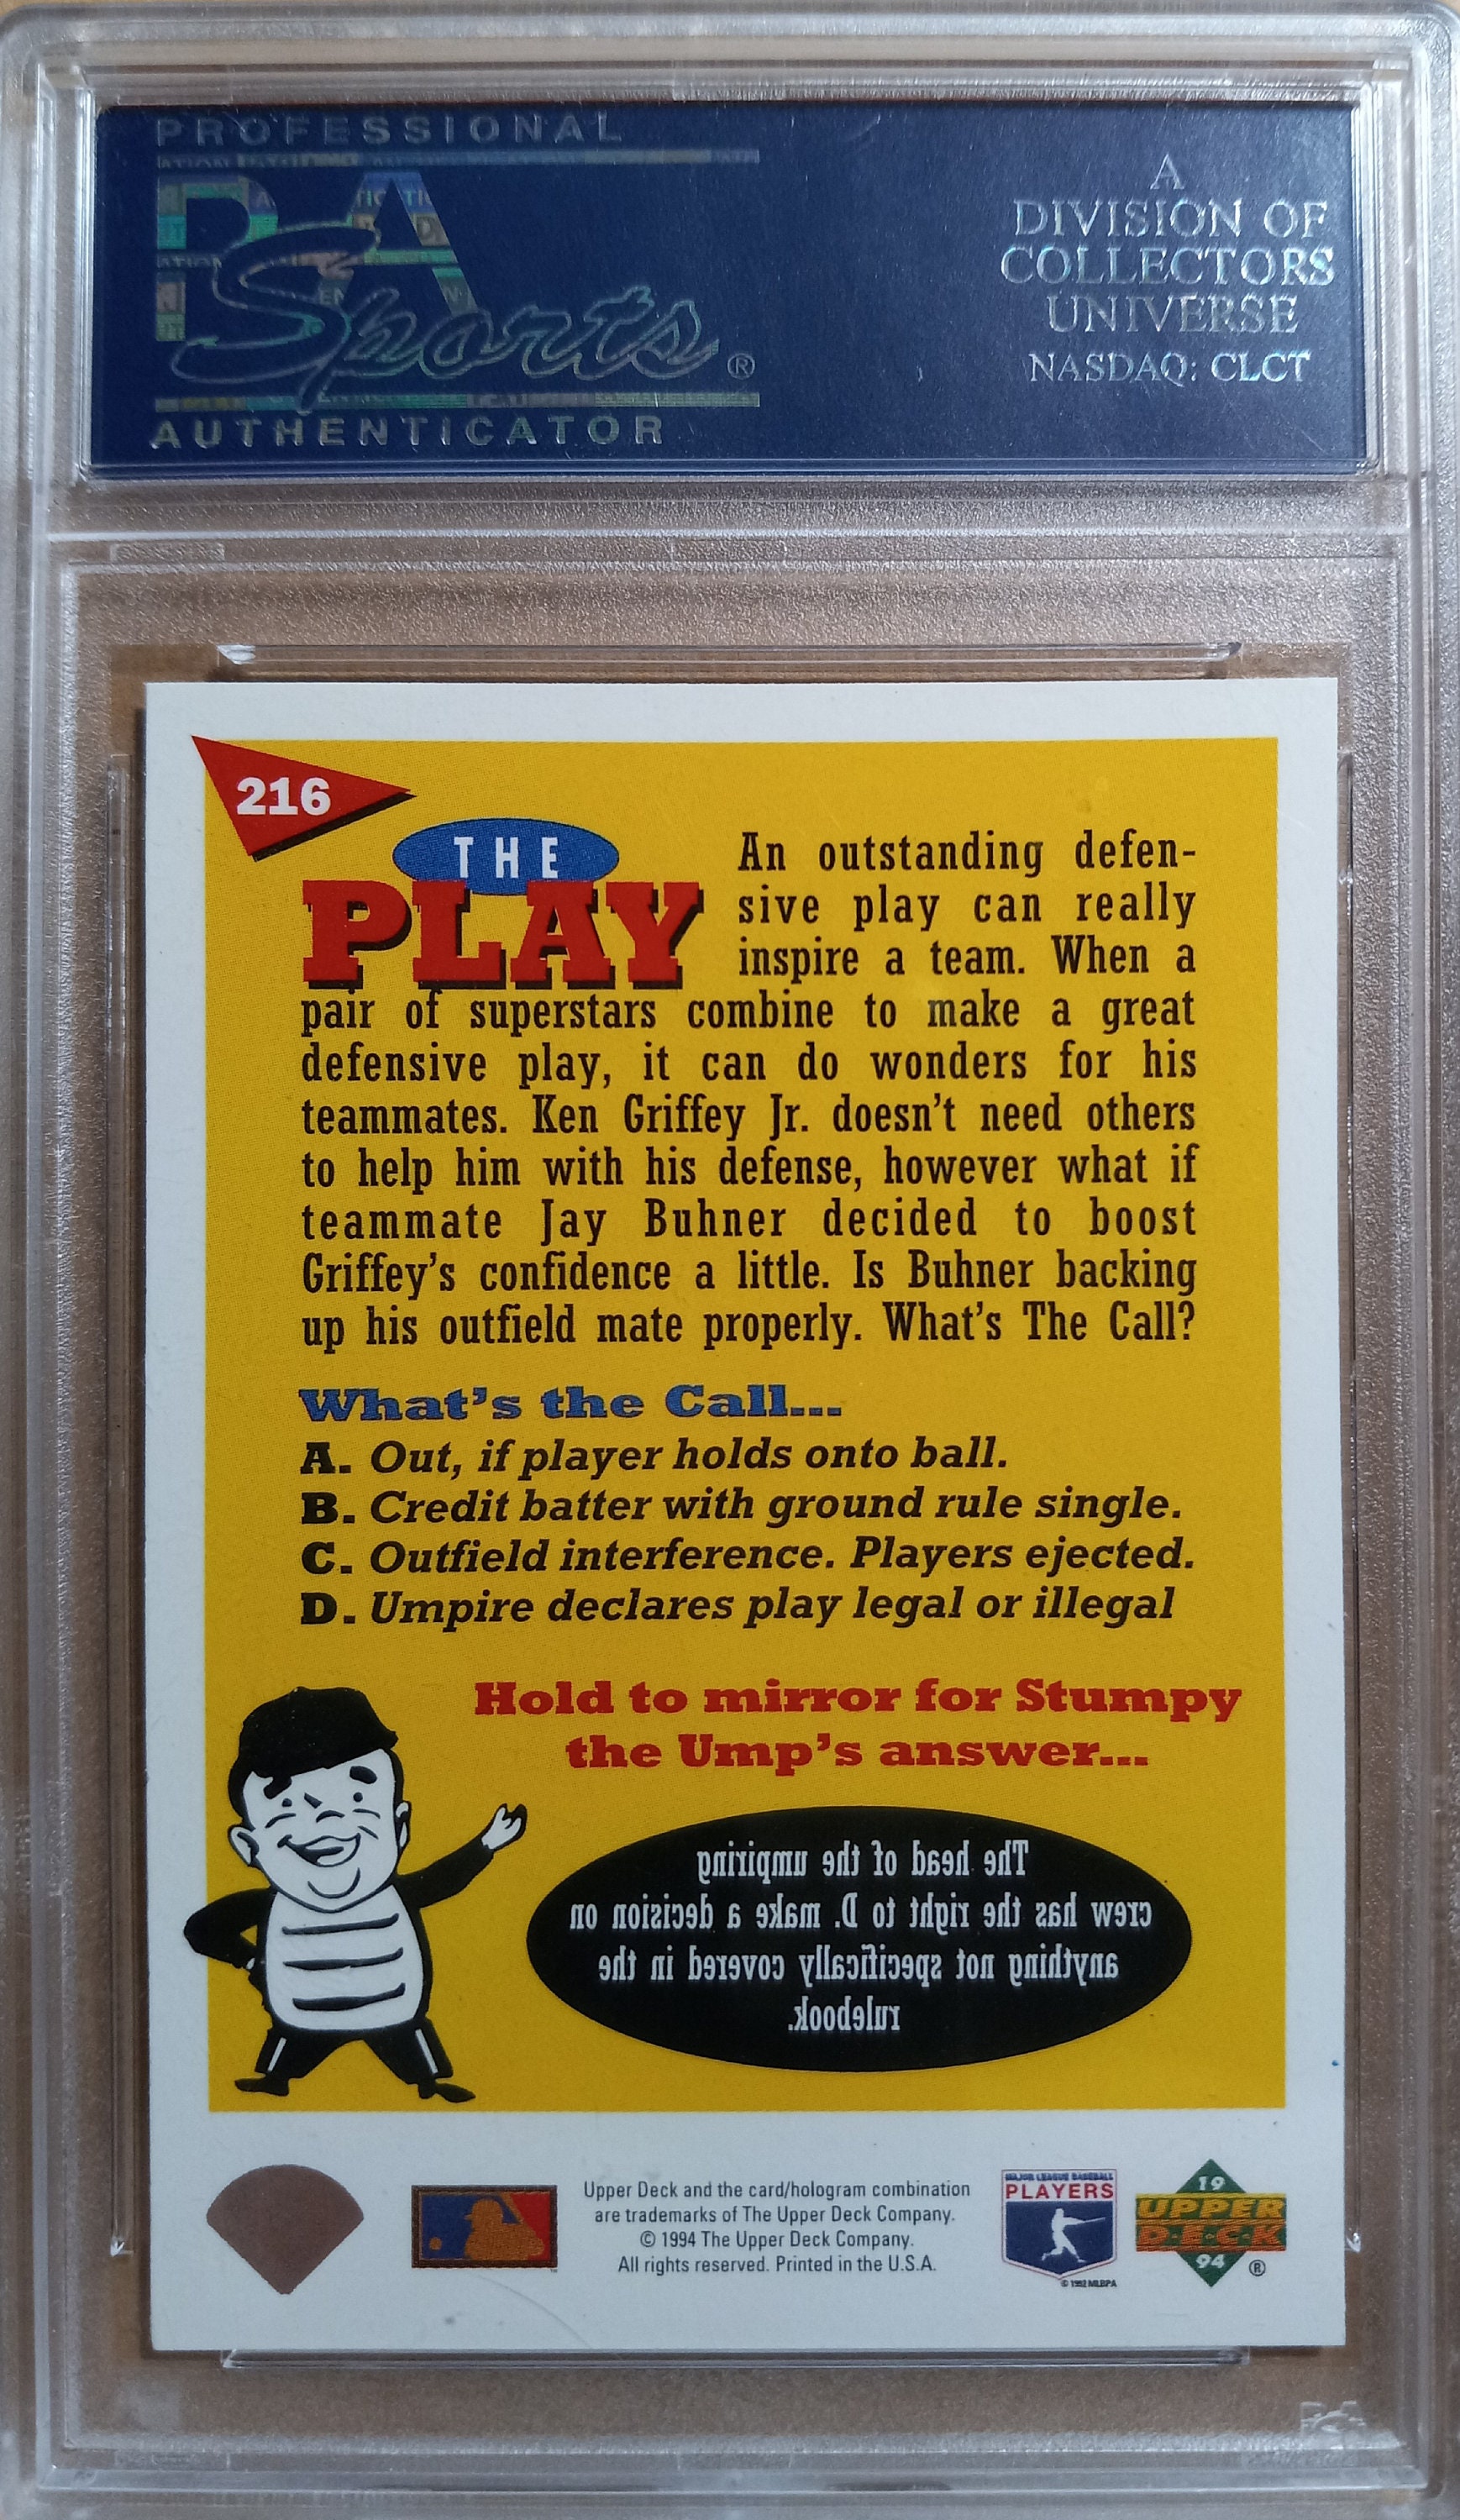 PROFESSIONAL
PSA
Sports®
AUTHENTICATOR
A
DIVISION OF
COLLECTORS
UNIVERSE
NASDAQ: CLCT
216
THE
PLAY
An outstanding defen-
sive play can really
inspire a team. When a
pair of superstars combine to make a great
defensive play, it can do wonders for his
teammates. Ken Griffey Jr. doesn't need others
to help him with his defense, however what if
teammate Jay Buhner decided to boost
Griffey's confidence a little. Is Buhner backing
up his outfield mate properly. What's The Call?
What's the Call...
A. Out, if player holds onto ball.
B. Credit batter with ground rule single.
C. Outfield interference. Players ejected.
D. Umpire declares play legal or illegal
Hold to mirror for Stumpy
the Ump's answer...
The head of the umpiring
crew has the right to D. make a decision on
anything not specifically covered in the
rulebook.
Upper Deck and the card/hologram combination
are trademarks of The Upper Deck Company.
© 1994 The Upper Deck Company.
All rights reserved. Printed in the U.S.A.
MAJOR LEAGUE BASEBALL
PLAYERS
© 1992 MLBPA
19
UPPER
D·E·C·K
94 ®